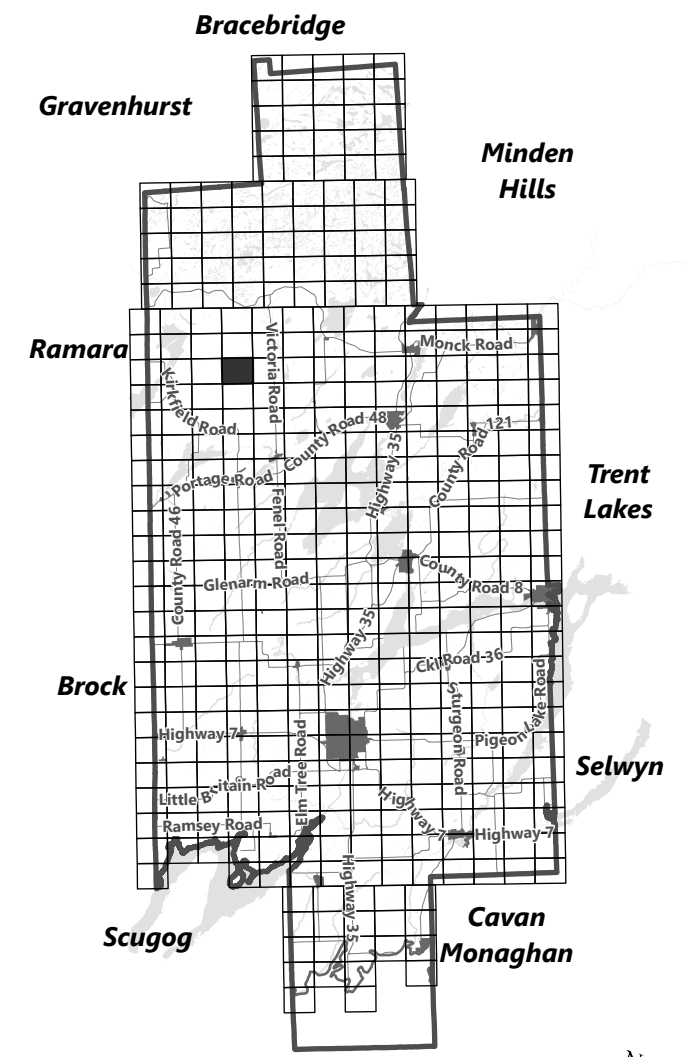 Bracebridge
Gravenhurst
Minden
Hills
Ramara
Victoria Road
Monck Road
Kirkfield Road
County Road 48
Highway 35
County Road 121
Portage Road
Trent
Lakes
County Road 46
Fenel Road
Glenarm Road
County Road 8
Highway 35
Ckl Road 36
Brock
Sturgeon Road
Pigeon Lake Road
Highway 7
Elm Tree Road
Selwyn
Little Britain Road
Highway 7
Ramsey Road
Highway 7
Highway 35
Cavan
Monaghan
Scugog